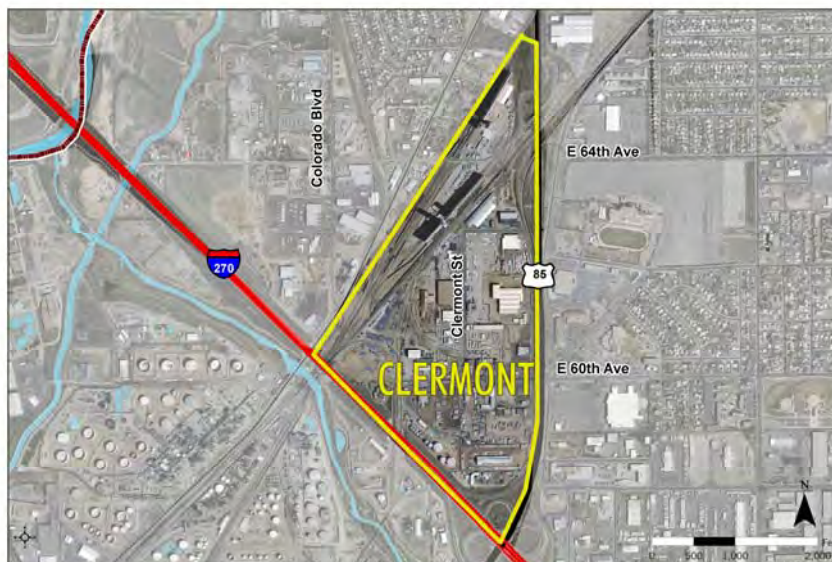 Colorado Blvd
E 64th Ave
270
85
Clermont St
CLERMONT
E 60th Ave
N
0 500 1,000 2,000